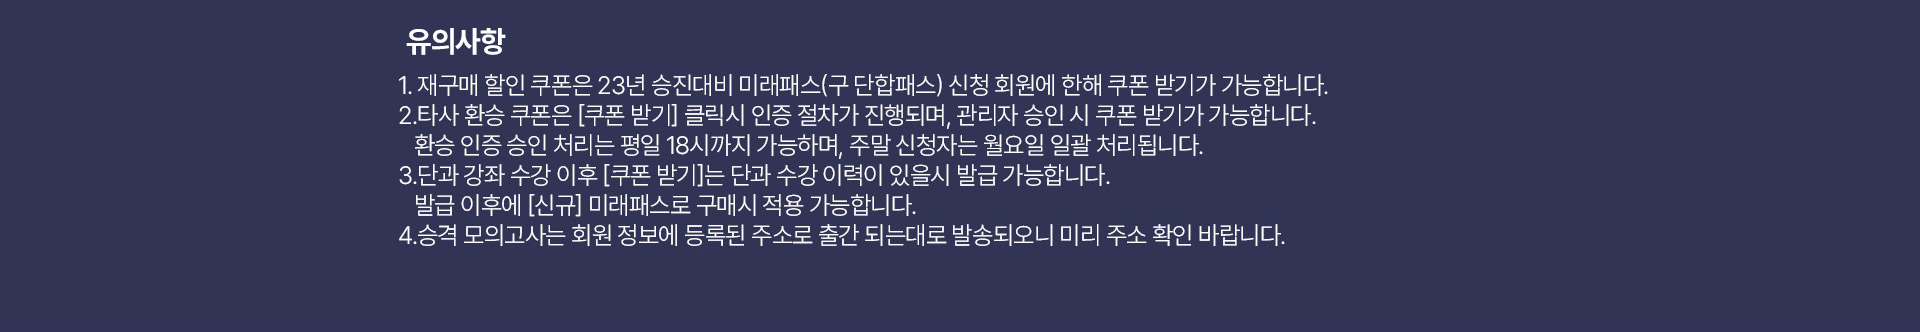 유의사항
1. 재구매 할인 쿠폰은 23년 승진대비 미래패스(구 단합패스) 신청 회원에 한해 쿠폰 받기가 가능합니다.
2.타사 환승 쿠폰은 [쿠폰 받기] 클릭시 인증 절차가 진행되며, 관리자 승인 시 쿠폰 받기가 가능합니다.
환승 인증 승인 처리는 평일 18시까지 가능하며, 주말 신청자는 월요일 일괄 처리됩니다.
3.단과 강좌 수강 이후 [쿠폰 받기]는 단과 수강 이력이 있을시 발급 가능합니다.
발급 이후에 [신규] 미래패스로 구매시 적용 가능합니다.
4.승격 모의고사는 회원 정보에 등록된 주소로 출간 되는대로 발송되오니 미리 주소 확인 바랍니다.